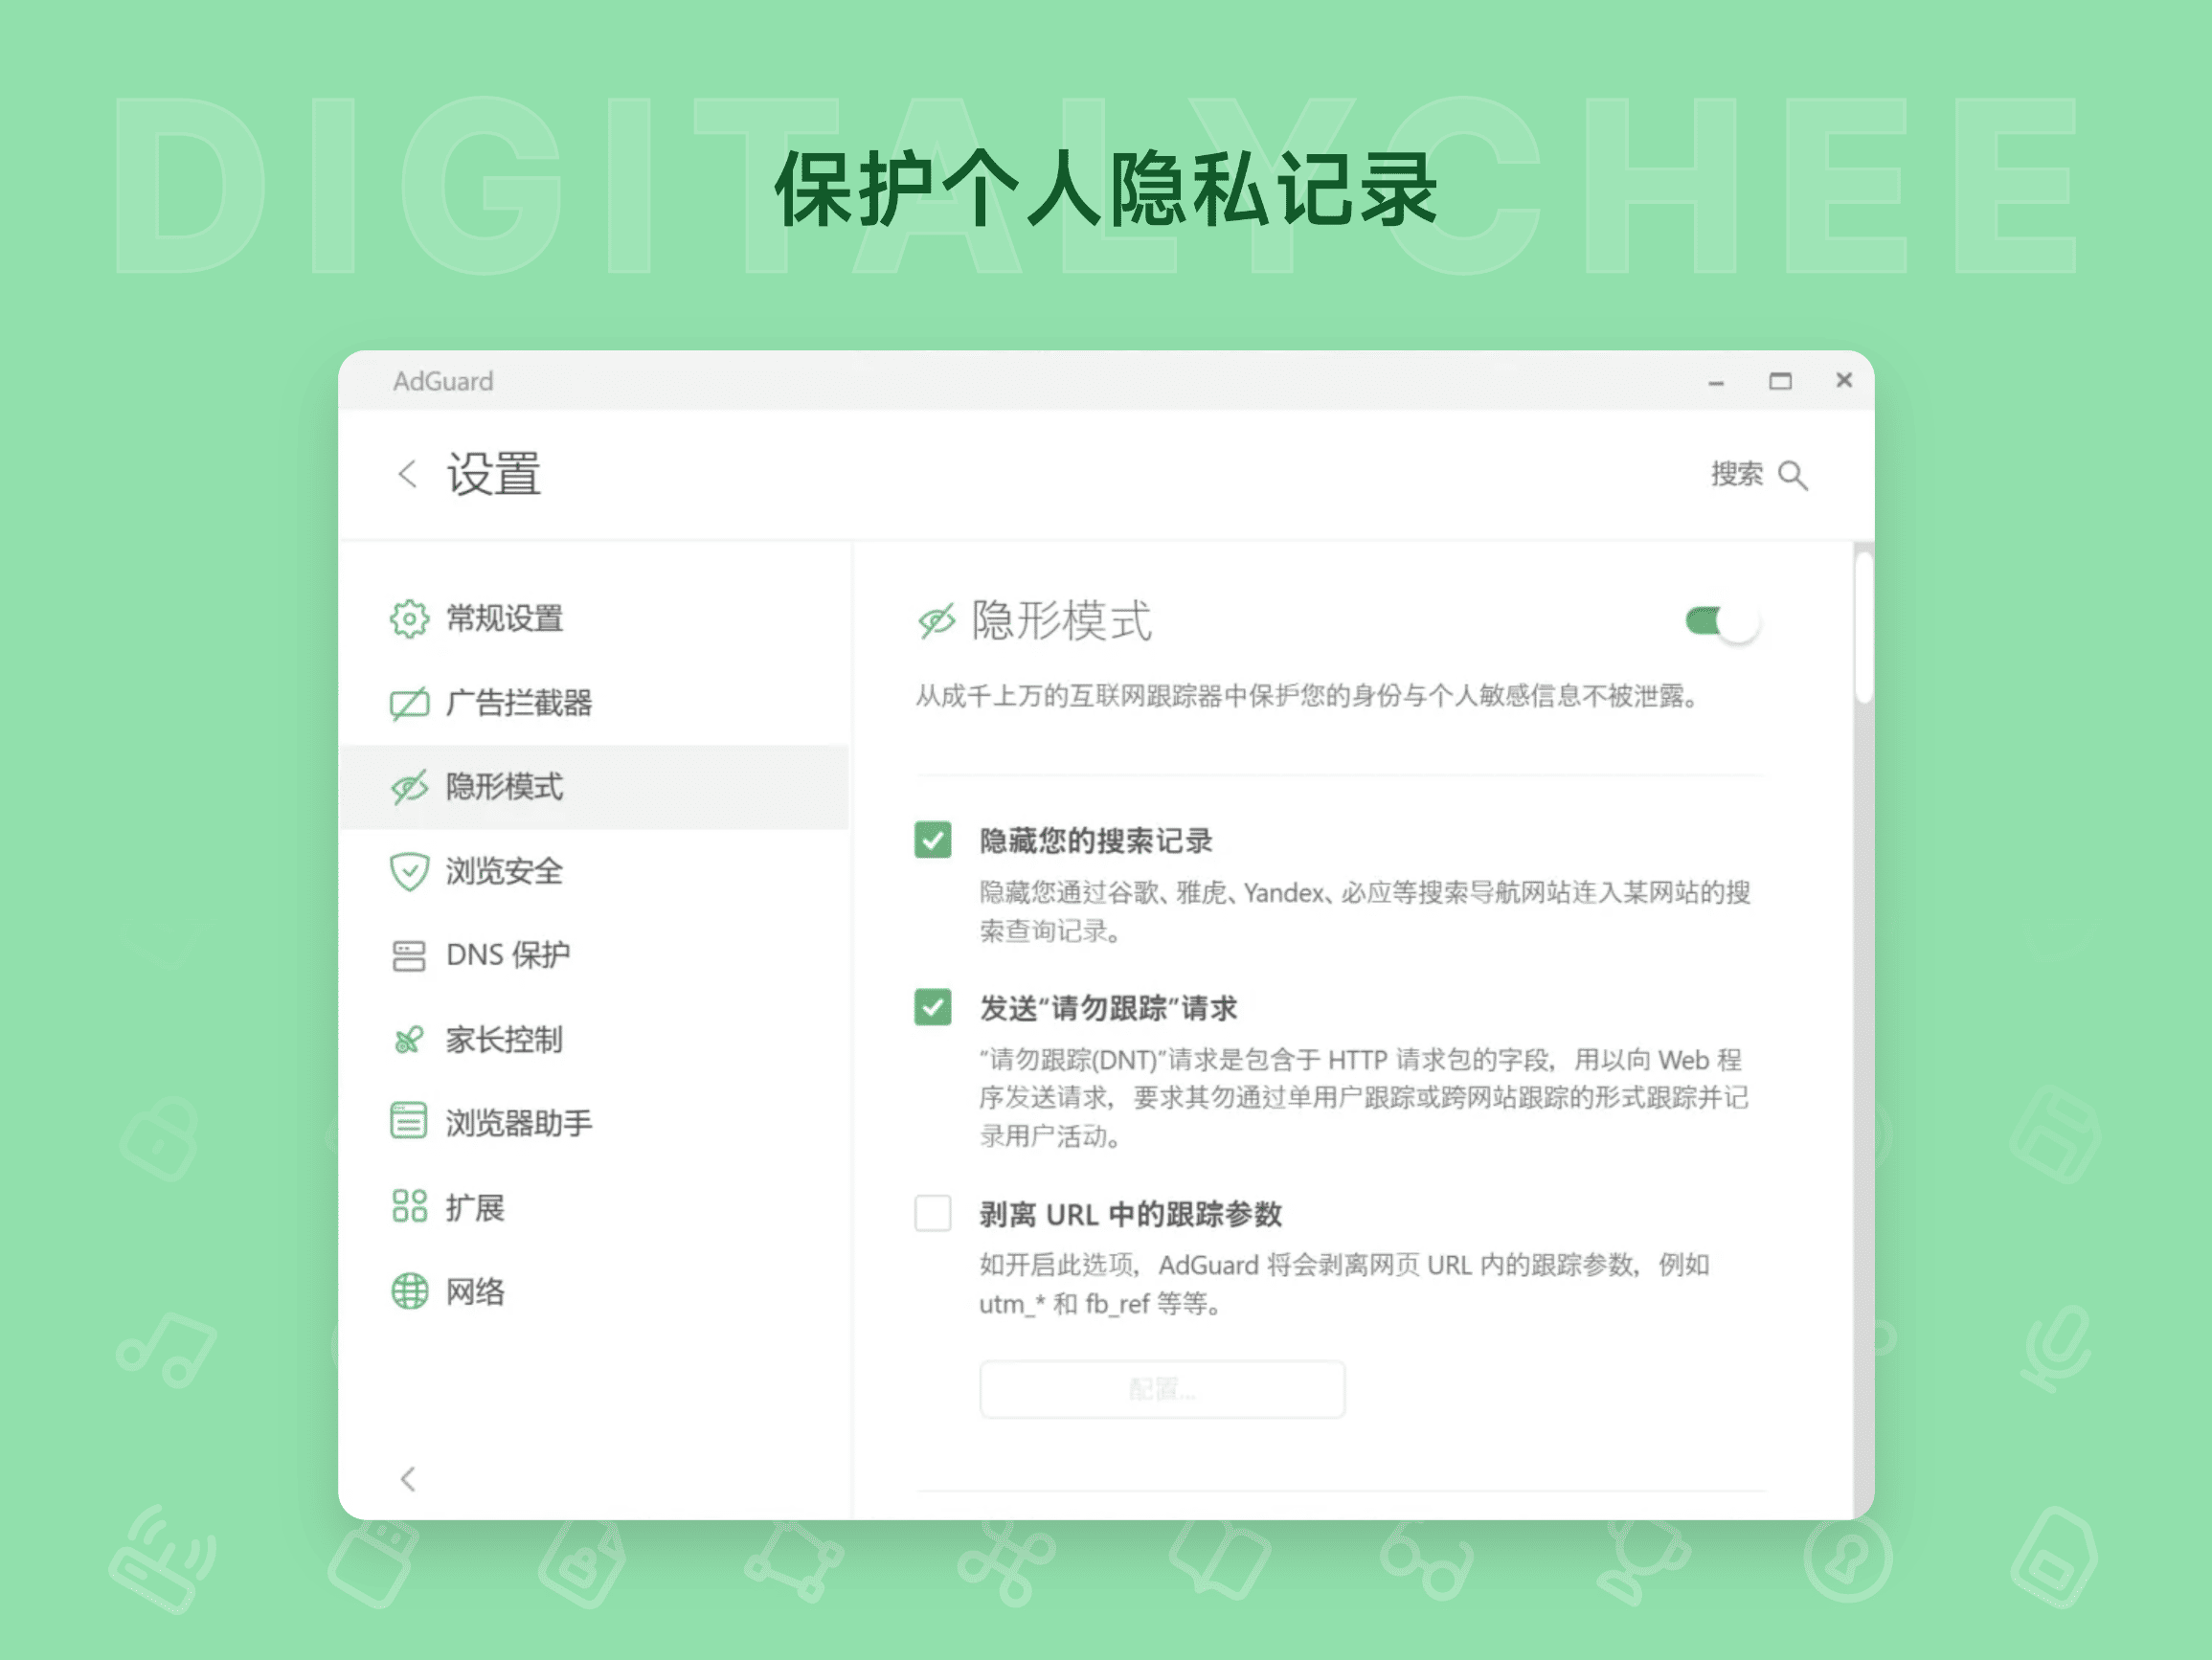 DIGITALYCHEE
保护个人隐私记录
AdGuard
设置
搜索
常规设置
广告拦截器
隐形模式
浏览安全
DNS 保护
家长控制
浏览器助手
扩展
网络
隐形模式
从成千上万的互联网跟踪器中保护您的身份与个人敏感信息不被泄露。
隐藏您的搜索记录
隐藏您通过谷歌、雅虎、Yandex、必应等搜索导航网站连入某网站的搜
索查询记录。
发送“请勿跟踪”请求
“请勿跟踪(DNT)”请求是包含于 HTTP 请求包的字段，用以向 Web 程
序发送请求，要求其勿通过单用户跟踪或跨网站跟踪的形式跟踪并记
录用户活动。
剥离 URL 中的跟踪参数
如开启此选项，AdGuard 将会剥离网页 URL 内的跟踪参数，例如
utm_* 和 fb_ref 等等。
配置...